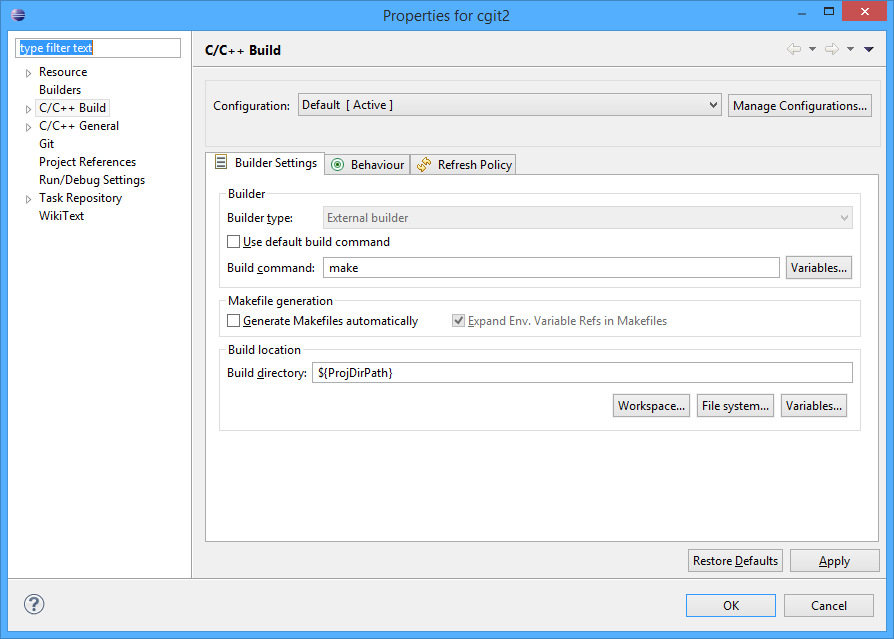 Properties for cgit2
type filter text
Resource
Builders
C/C++ Build
C/C++ General
Git
Project References
Run/Debug Settings
Task Repository
WikiText
C/C++ Build
Configuration: Default [ Active ] Manage Configurations...
Builder Settings Behaviour Refresh Policy
Builder
Builder type: External builder
Use default build command
Build command: make Variables...
Makefile generation
Generate Makefiles automatically Expand Env. Variable Refs in Makefiles
Build location
Build directory: ${ProjDirPath}
Workspace... File system... Variables...
Restore Defaults Apply
? OK Cancel